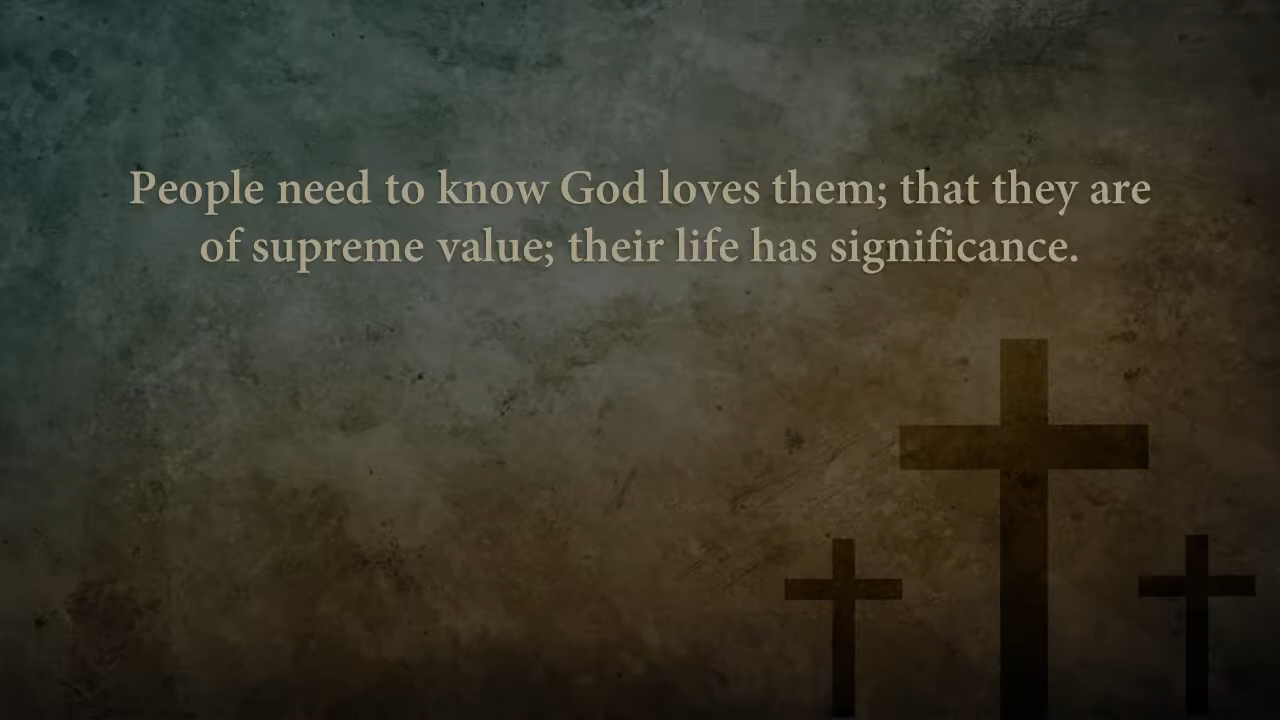 People need to know God loves them; that they are
of supreme value; their life has significance.